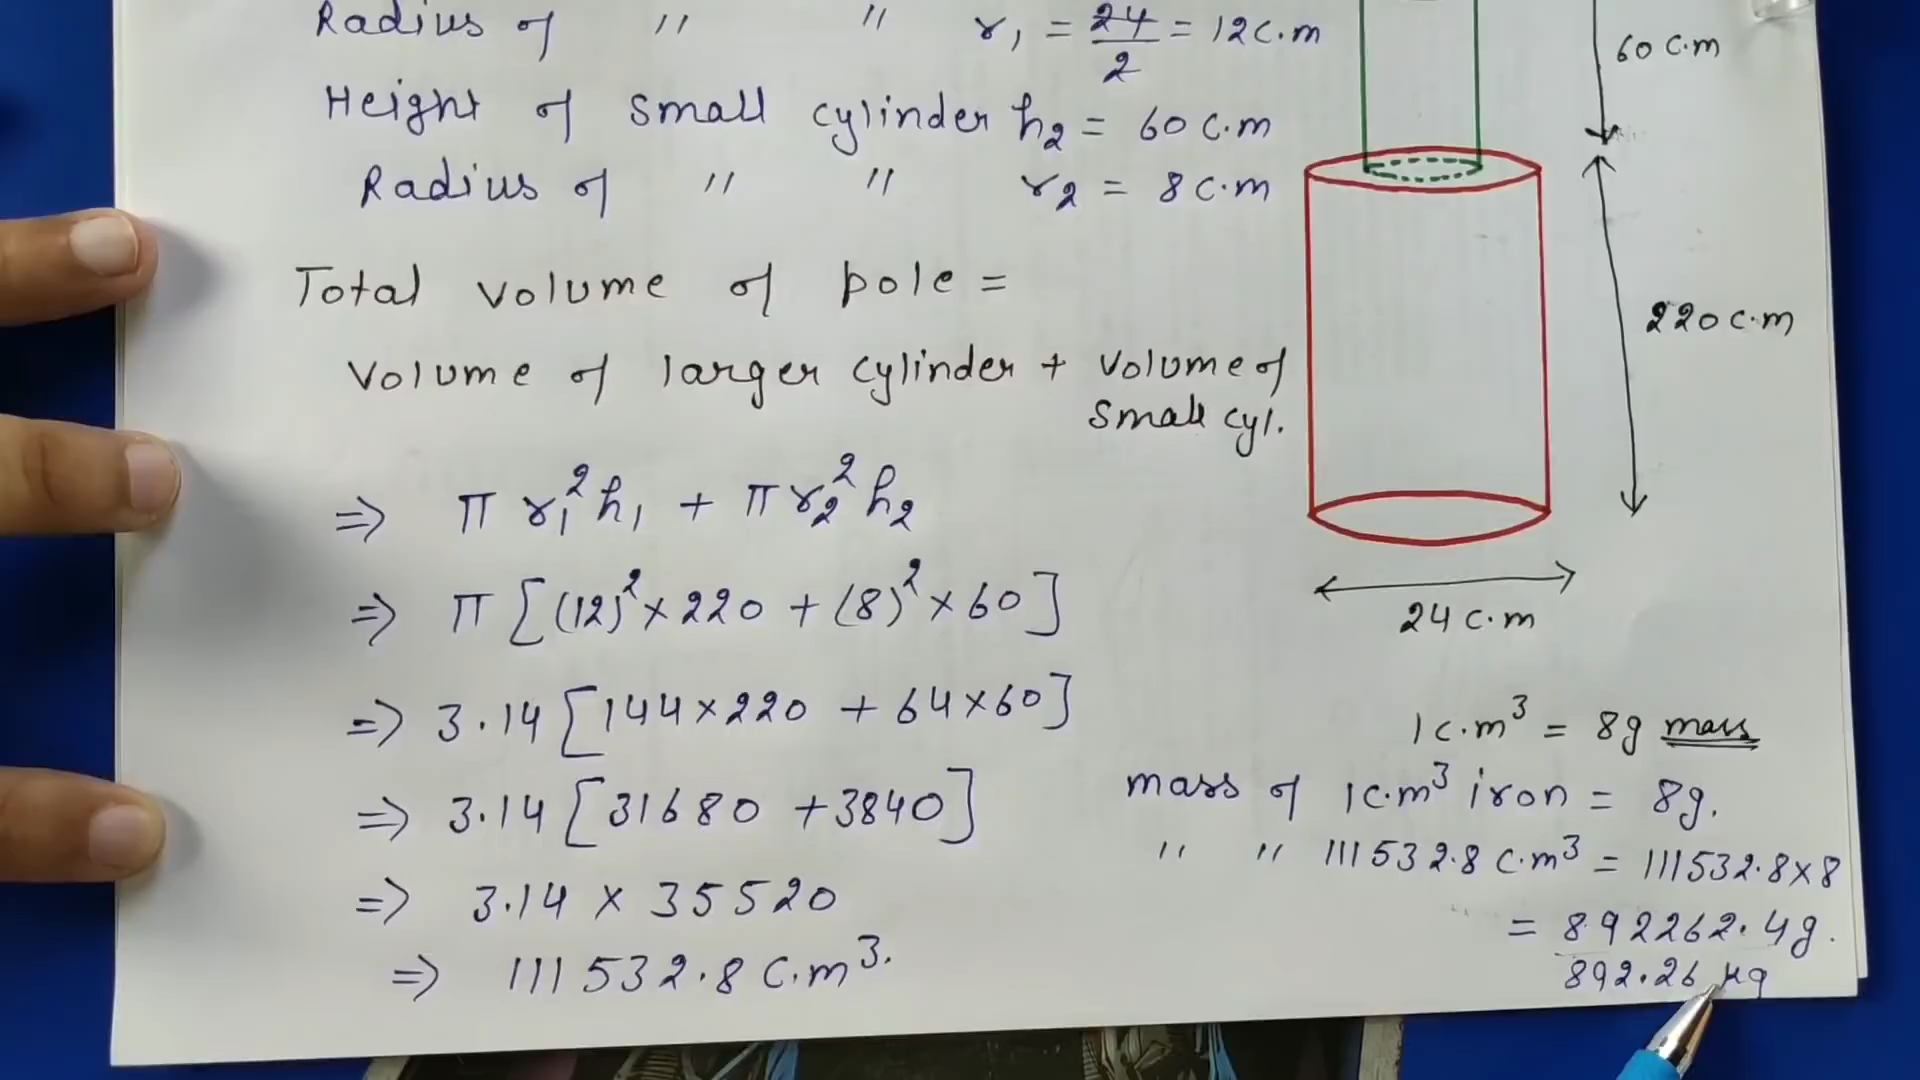 Radius of " " r₁ = 24/2 = 12 c.m
Height of small cylinder h₂ = 60 c.m
Radius of " " r₂ = 8 c.m
Total volume of pole =
Volume of larger cylinder + Volume of
small cyl.
=> π r₁² h₁ + π r₂² h₂
=> π [(12)² × 220 + (8)² × 60]
=> 3.14 [144 × 220 + 64 × 60]
=> 3.14 [31680 + 3840]
=> 3.14 × 35520
=> 111532.8 C.m³.
60 c.m
220 c.m
24 c.m
1 c.m³ = 8g mass
mass of 1 c.m³ iron = 8g.
" " 111532.8 c.m³ = 111532.8 × 8
= 892262.4g.
892.26 kg